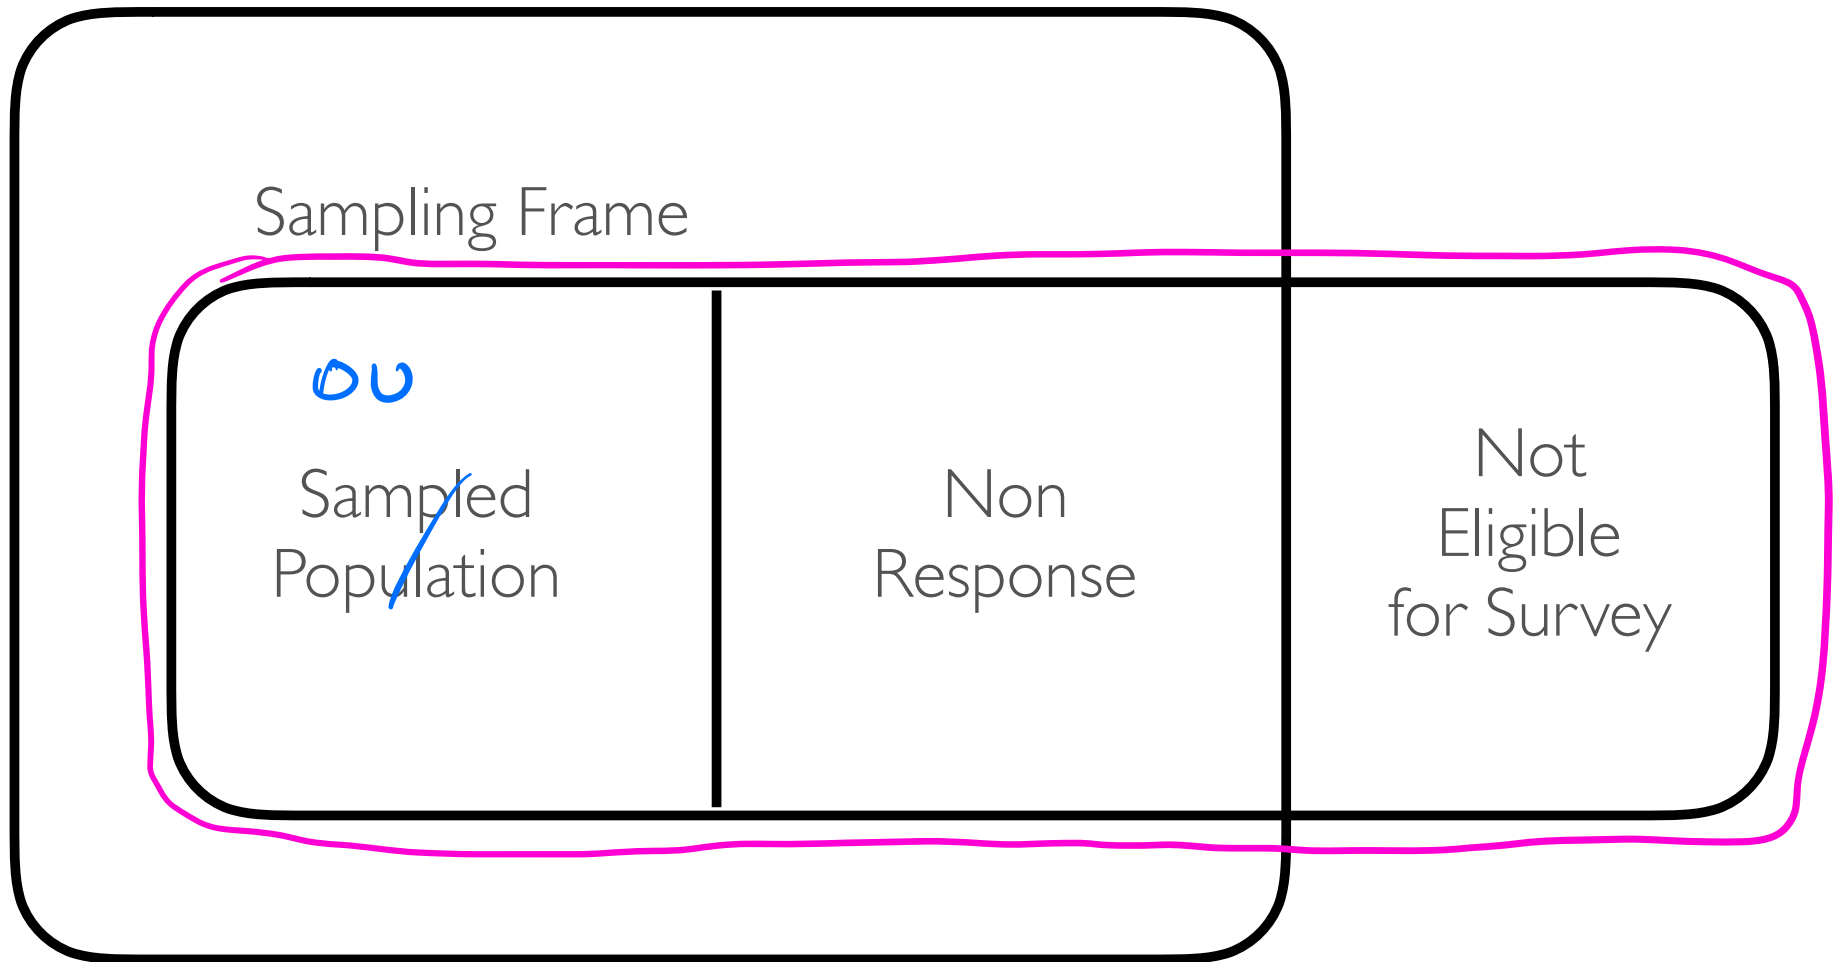 Sampling Frame
OU
Sampled
Population
Non
Response
Not
Eligible
for Survey